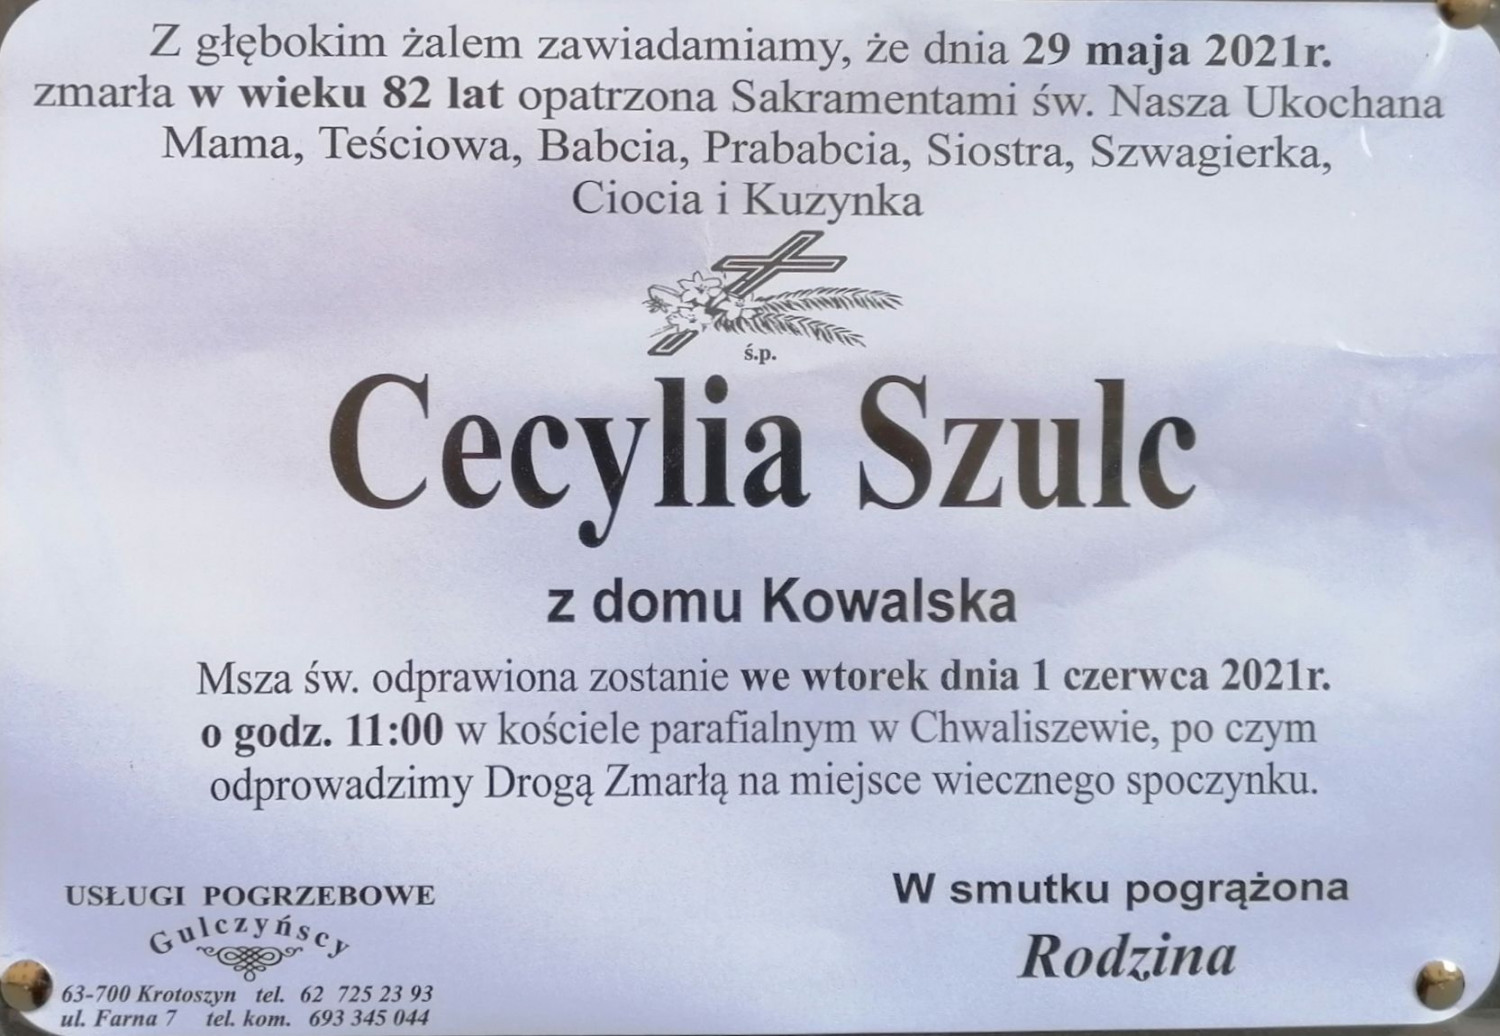 Z głębokim żalem zawiadamiamy, że dnia 29 maja 2021r.
zmarła w wieku 82 lat opatrzona Sakramentami św. Nasza Ukochana
Mama, Teściowa, Babcia, Prababcia, Siostra, Szwagierka,
Ciocia i Kuzynka
ś.p.
Cecylia Szulc
z domu Kowalska
Msza św. odprawiona zostanie we wtorek dnia 1 czerwca 2021r.
o godz. 11:00 w kościele parafialnym w Chwaliszewie, po czym
odprowadzimy Drogą Zmarłą na miejsce wiecznego spoczynku.
W smutku pogrążona
Rodzina
USŁUGI POGRZEBOWE
Gulczyńscy
63-700 Krotoszyn tel. 62 725 23 93
ul. Farna 7 tel. kom. 693 345 044